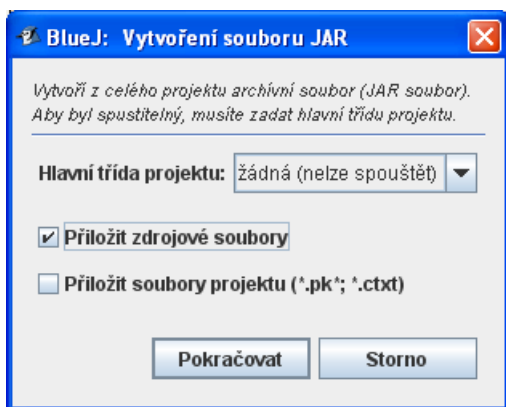 BlueJ: Vytvoření souboru JAR
Vytvoří z celého projektu archívní soubor (JAR soubor).
Aby byl spustitelný, musíte zadat hlavní třídu projektu.
Hlavní třída projektu: žádná (nelze spouštět)
Přiložit zdrojové soubory
Přiložit soubory projektu (*.pk*; *.ctxt)
Pokračovat Storno